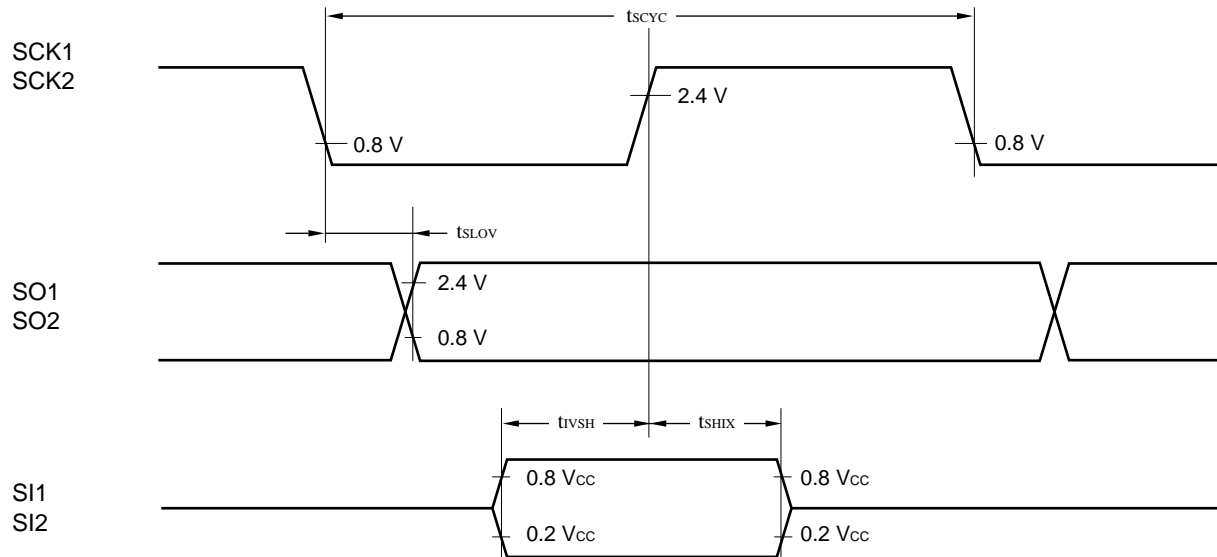 tSCYC
SCK1
SCK2
2.4 V
0.8 V
0.8 V
tSLOV
SO1
SO2
2.4 V
0.8 V
tIVSH
tSHIX
SI1
SI2
0.8 VCC
0.8 VCC
0.2 VCC
0.2 VCC